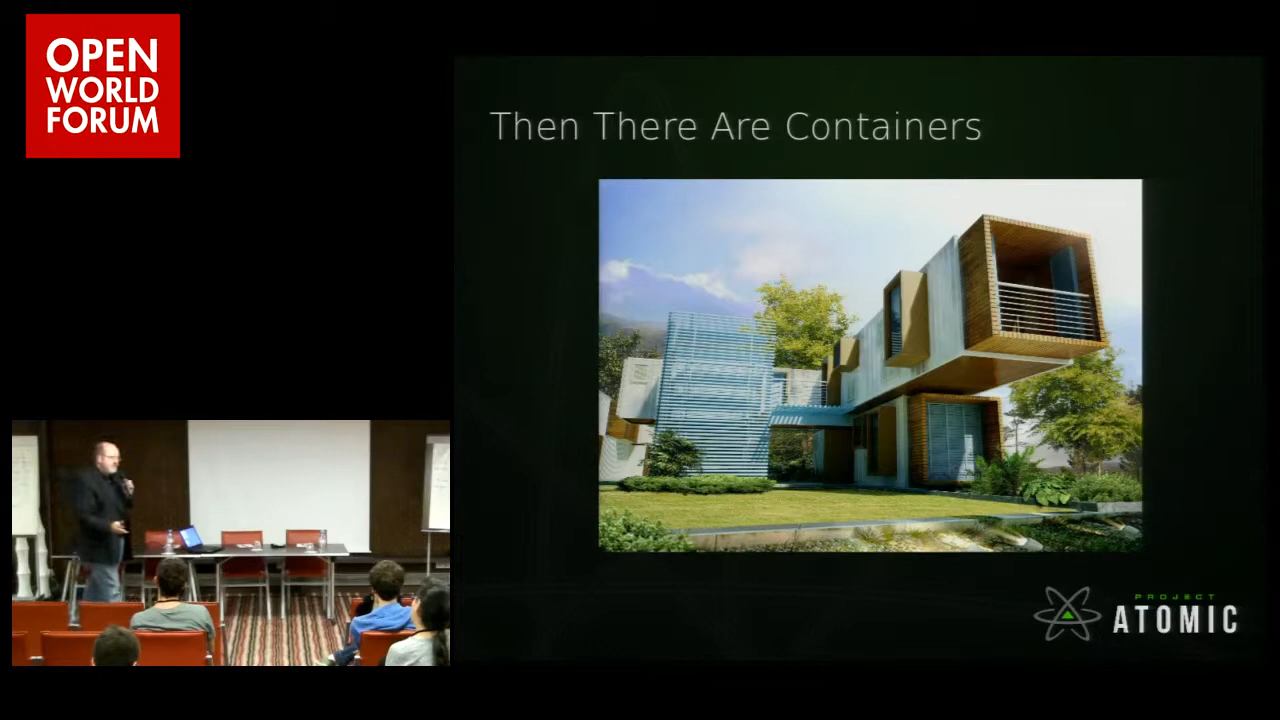 OPEN
WORLD
FORUM
Then There Are Containers
PROJECT
ATOMIC